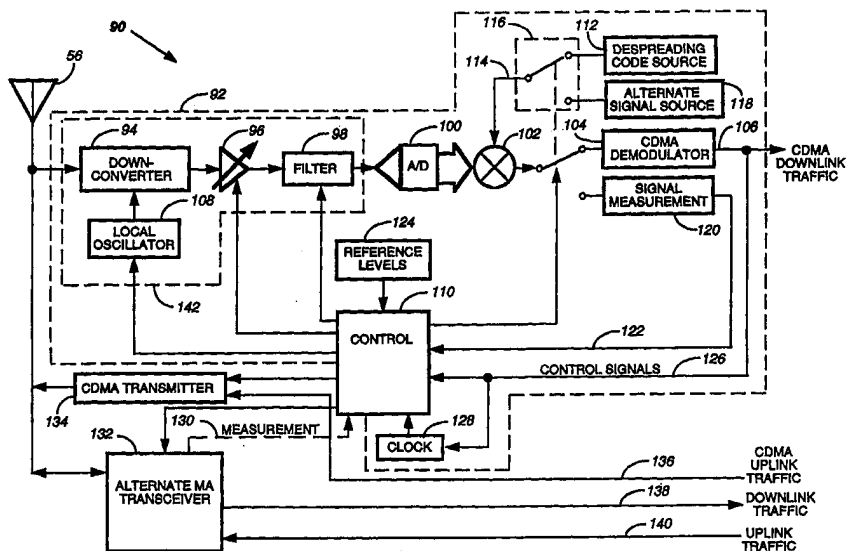 90
116
112
DESPREADING
CODE SOURCE
56
114
92
ALTERNATE
SIGNAL SOURCE
118
94
96
98
100
102
104
106
DOWN-
CONVERTER
FILTER
A/D
CDMA
DEMODULATOR
CDMA
DOWNLINK
TRAFFIC
108
SIGNAL
MEASUREMENT
LOCAL
OSCILLATOR
124
120
REFERENCE
LEVELS
142
110
CONTROL
122
CONTROL SIGNALS
126
CDMA TRANSMITTER
134
130
MEASUREMENT
128
132
CLOCK
136
CDMA
UPLINK
TRAFFIC
ALTERNATE MA
TRANSCEIVER
138
DOWNLINK
TRAFFIC
140
UPLINK
TRAFFIC